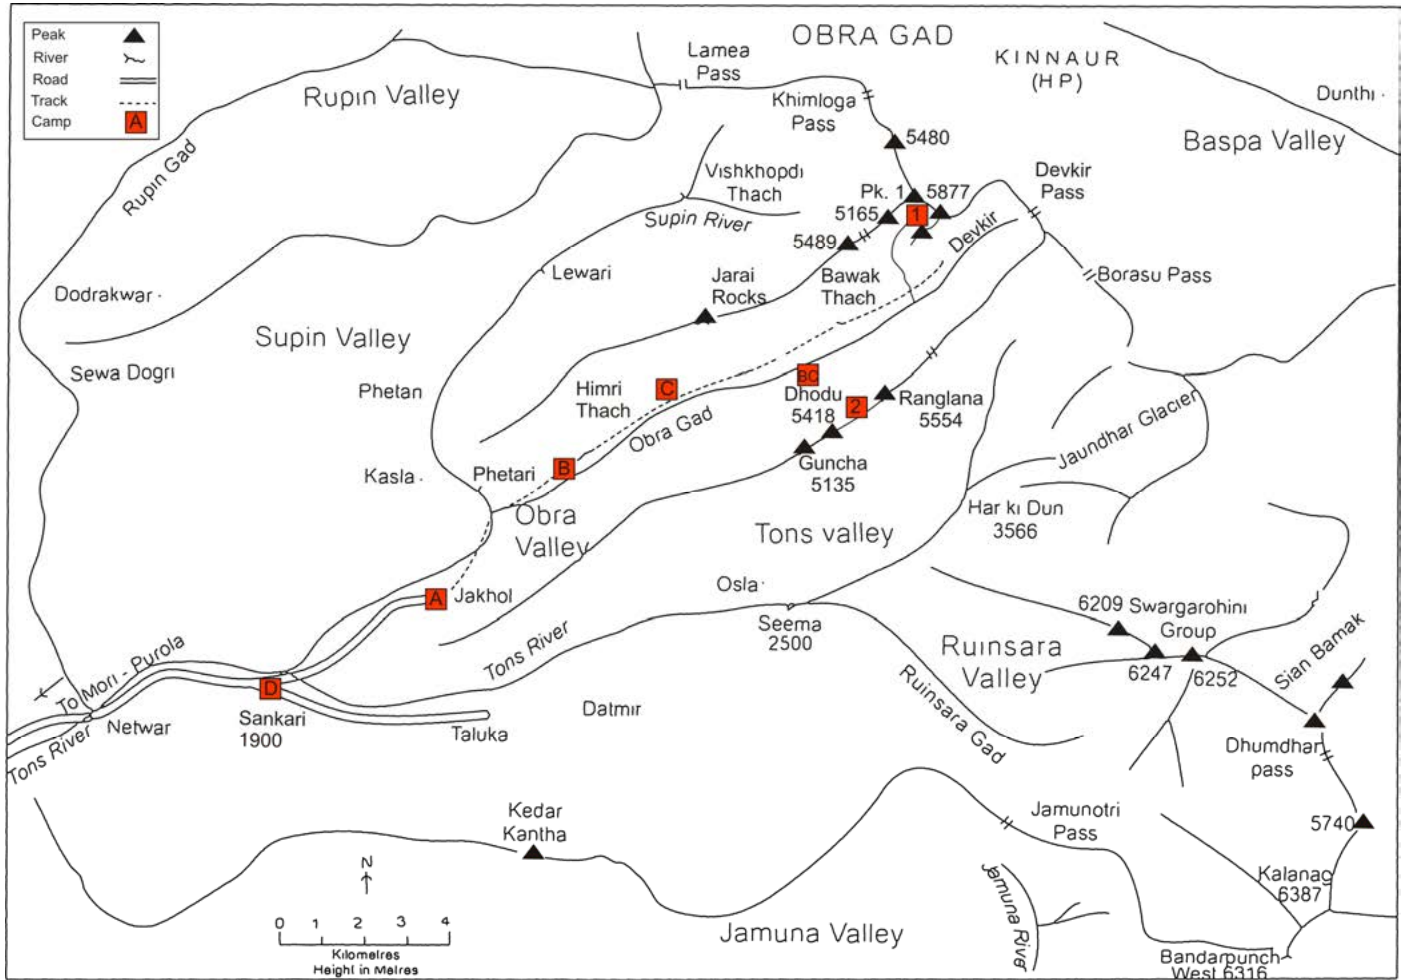 Peak
River
Road
Track
Camp A
OBRA GAD
KINNAUR
(HP)
Dunthi
Baspa Valley
Lamea
Pass
Rupin Valley
Khimloga
Pass
5480
Rupin Gad
Vishkhopdi
Thach
Pk. 1
5877
Devkir
Pass
5165
1
Supin River
5489
Devkir
Lewari
Jarai
Rocks
Bawak
Thach
Borasu Pass
Dodrakwar
Supin Valley
Sewa Dogri
Phetan
Himri
Thach
C
BC
Dhodu
5418
2
Ranglana
5554
Obra Gad
Jaundhar Glacier
Guncha
5135
Kasla
Phetari
B
Obra
Valley
Tons valley
Har ki Dun
3566
Osla
A
Jakhol
Seema
2500
6209 Swargarohini
Group
Ruinsara
Valley
6247
6252
Sian Bamak
Tons River
To Mori - Purola
D
Sankari
1900
Netwar
Tons River
Taluka
Datmir
Ruinsara Gad
Dhumdhar
pass
Kedar
Kantha
Jamunotri
Pass
5740
Kalanag
6387
N
0 1 2 3 4
Kilometres
Height in Metres
Jamuna Valley
Jamuna River
Bandarpunch
West 6316